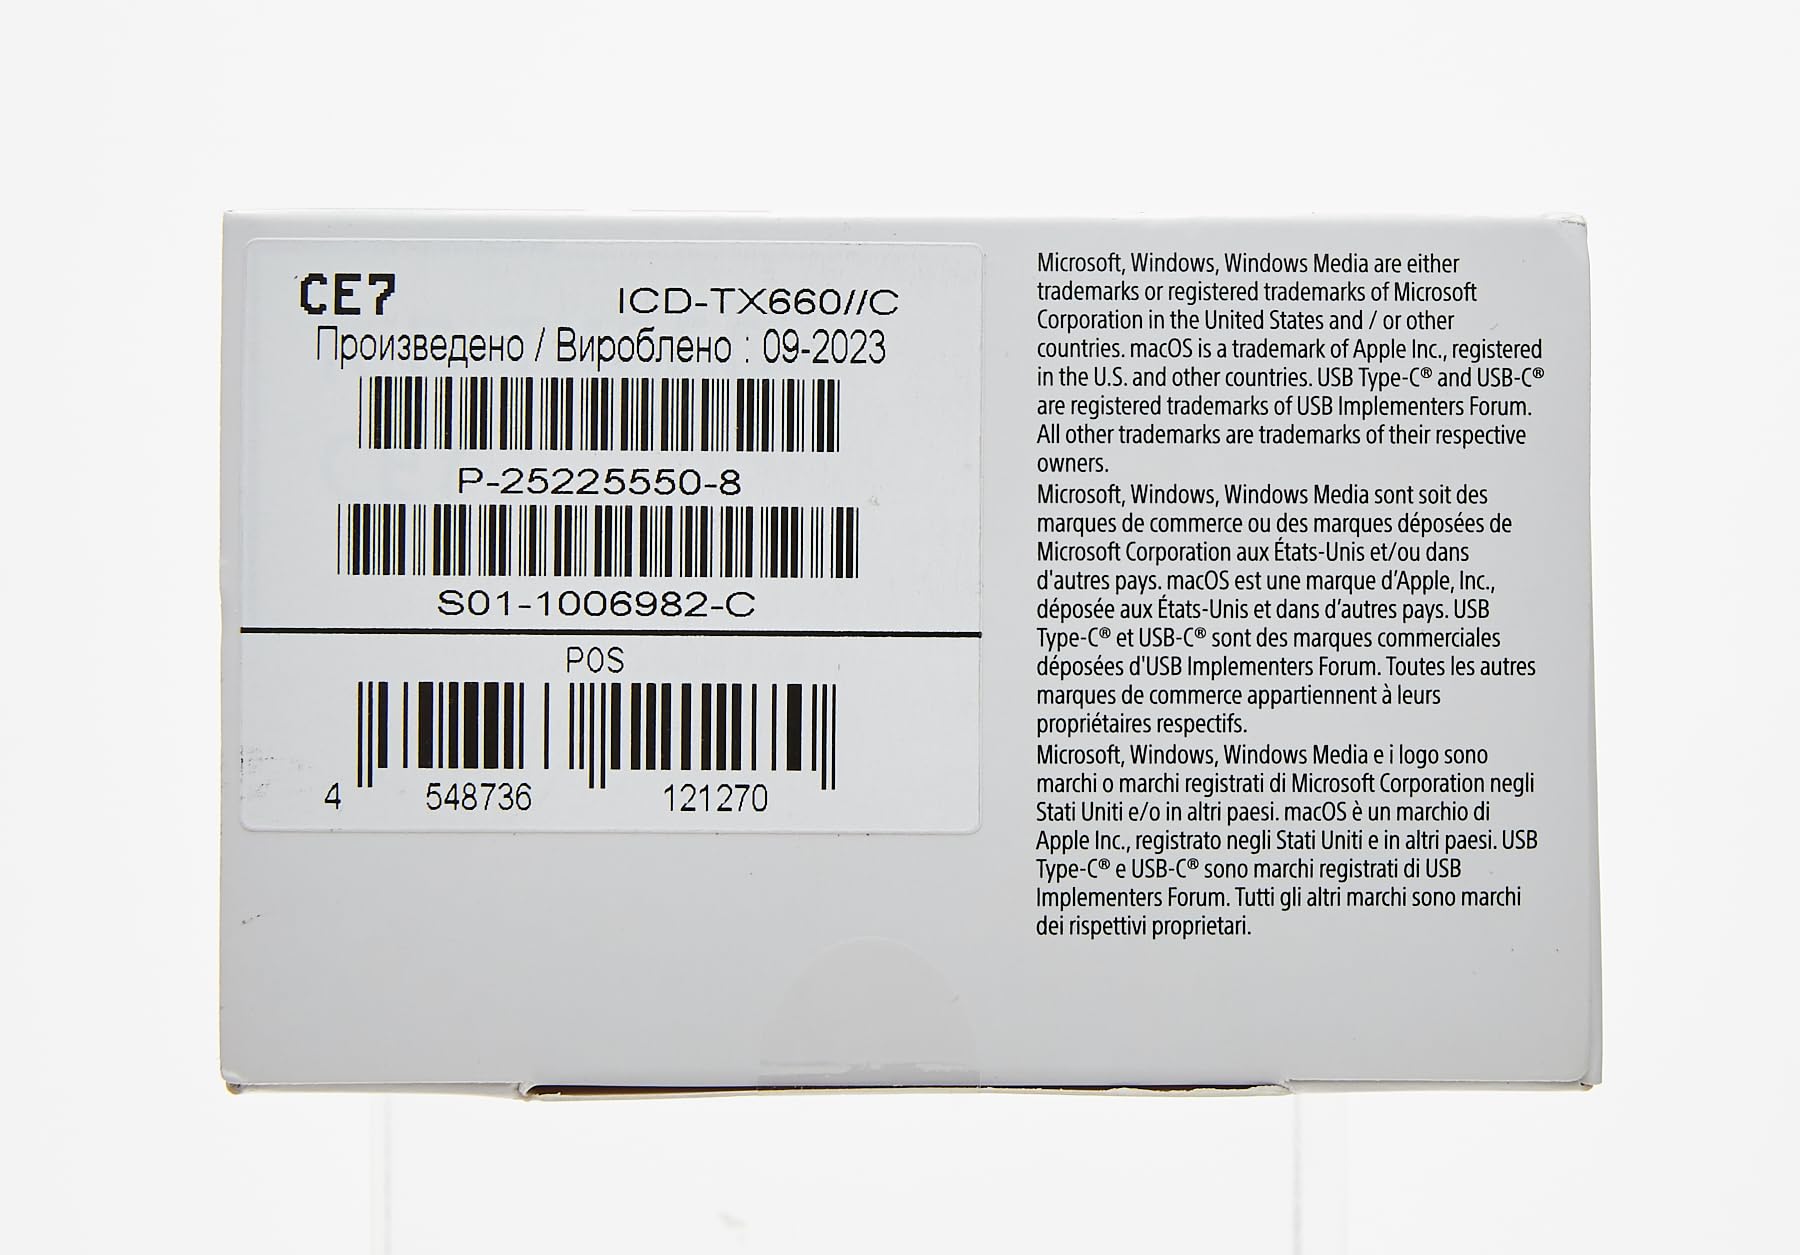 CE7
ICD-TX660//C
Произведено / Вироблено : 09-2023
P-25225550-8
S01-1006982-C
POS
4 548736 121270
Microsoft, Windows, Windows Media are either
trademarks or registered trademarks of Microsoft
Corporation in the United States and / or other
countries. macOS is a trademark of Apple Inc., registered
in the U.S. and other countries. USB Type-C® and USB-C®
are registered trademarks of USB Implementers Forum.
All other trademarks are trademarks of their respective
owners.
Microsoft, Windows, Windows Media sont soit des
marques de commerce ou des marques déposées de
Microsoft Corporation aux États-Unis et/ou dans
d'autres pays. macOS est une marque d’Apple, Inc.,
déposée aux États-Unis et dans d’autres pays. USB
Type-C® et USB-C® sont des marques commerciales
déposées d'USB Implementers Forum. Toutes les autres
marques de commerce appartiennent à leurs
propriétaires respectifs.
Microsoft, Windows, Windows Media e i logo sono
marchi o marchi registrati di Microsoft Corporation negli
Stati Uniti e/o in altri paesi. macOS è un marchio di
Apple Inc., registrato negli Stati Uniti e in altri paesi. USB
Type-C® e USB-C® sono marchi registrati di USB
Implementers Forum. Tutti gli altri marchi sono marchi
dei rispettivi proprietari.